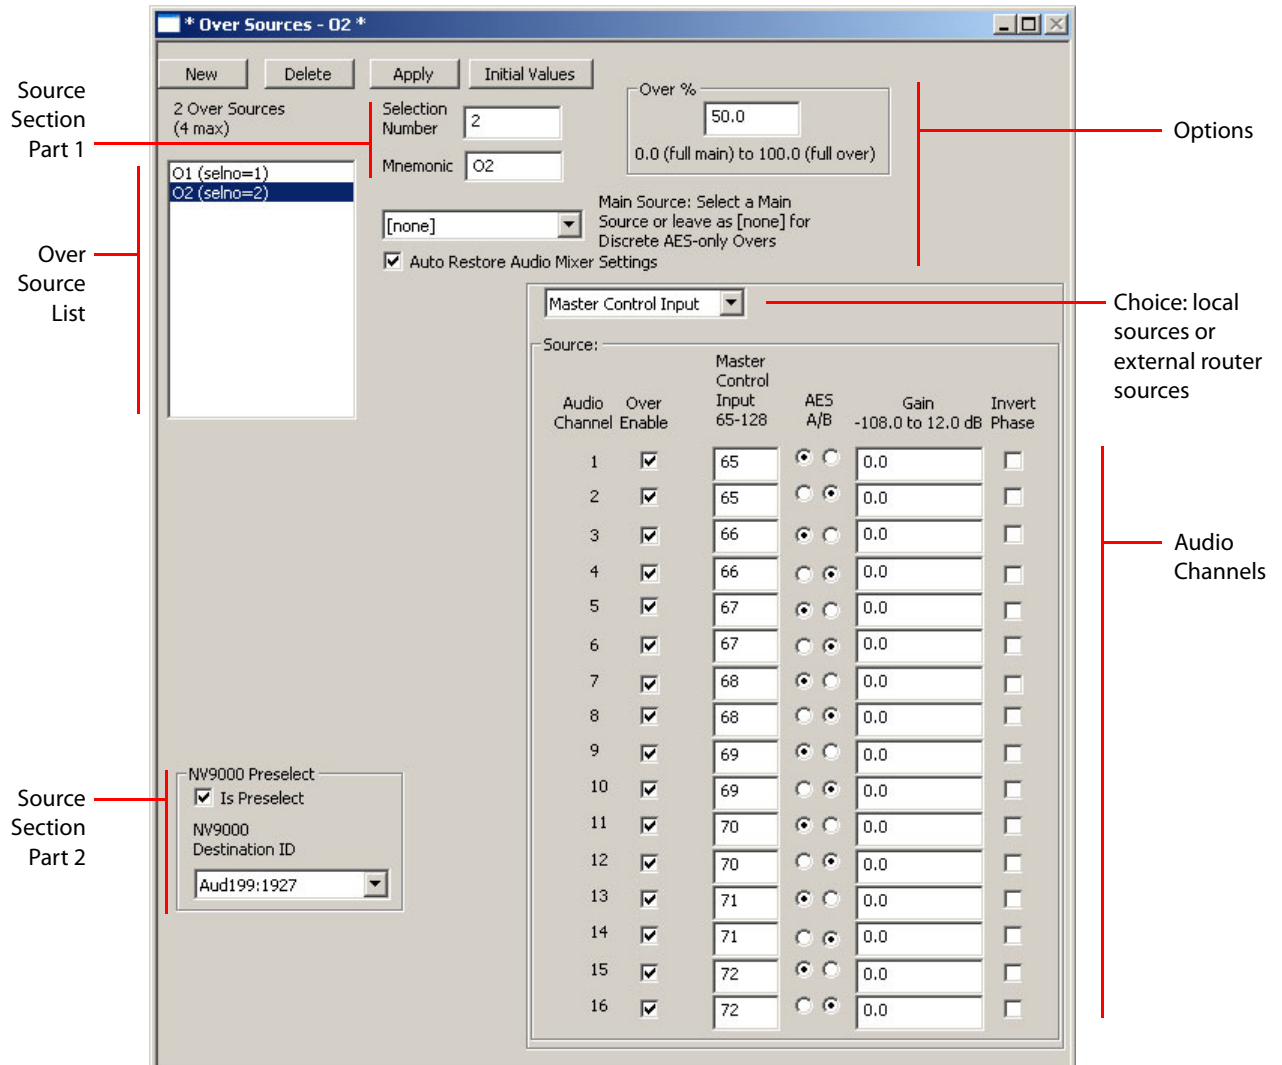 * Over Sources - O2 *
New Delete Apply Initial Values
Source
Section
Part 1
2 Over Sources
(4 max)
Selection
Number
2
Mnemonic
O2
Over %
50.0
0.0 (full main) to 100.0 (full over)
Options
O1 (selno=1)
O2 (selno=2)
Over
Source
List
[none]
Main Source: Select a Main
Source or leave as [none] for
Discrete AES-only Overs
Auto Restore Audio Mixer Settings
Master Control Input
Choice: local
sources or
external router
sources
Source:
Audio
Channel
Over
Enable
Master
Control
Input
65-128
AES
A/B
Gain
-108.0 to 12.0 dB
Invert
Phase
1 65 0.0
2 65 0.0
3 66 0.0
4 66 0.0
5 67 0.0
6 67 0.0
7 68 0.0
8 68 0.0
9 69 0.0
10 69 0.0
11 70 0.0
12 70 0.0
13 71 0.0
14 71 0.0
15 72 0.0
16 72 0.0
Audio
Channels
Source
Section
Part 2
NV9000 Preselect
Is Preselect
NV9000
Destination ID
Aud199:1927